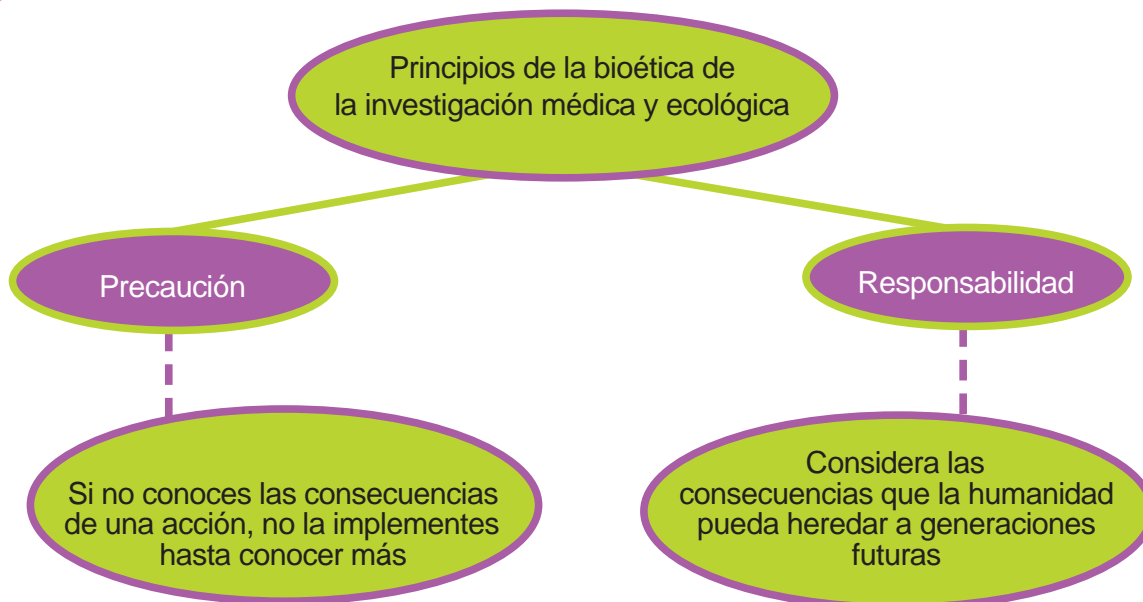 Principios de la bioética de
la investigación médica y ecológica
Precaución
Responsabilidad
Si no conoces las consecuencias
de una acción, no la implementes
hasta conocer más
Considera las
consecuencias que la humanidad
pueda heredar a generaciones
futuras